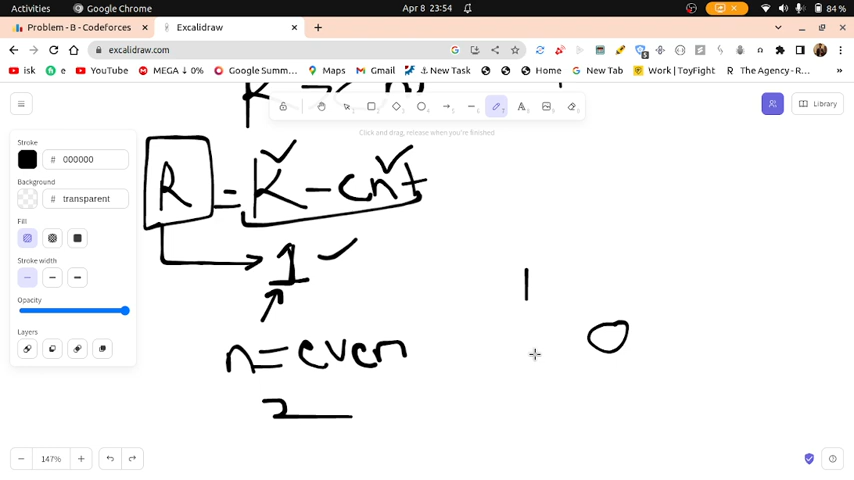 Activities
Google Chrome
Apr 8 23:54
84 %
Problem - B - Codeforces
Excalidraw
excalidraw.com
isk
e
YouTube
MEGA ↓ 0%
Google Summ...
Maps
Gmail
⚓ New Task
Home
New Tab
Work | ToyFight
The Agency - R...
Library
Click and drag, release when you're finished
Stroke
# 000000
Background
# transparent
Fill
Stroke width
Opacity
Layers
R = K - cnt
1
n = even
2
1
0
147%